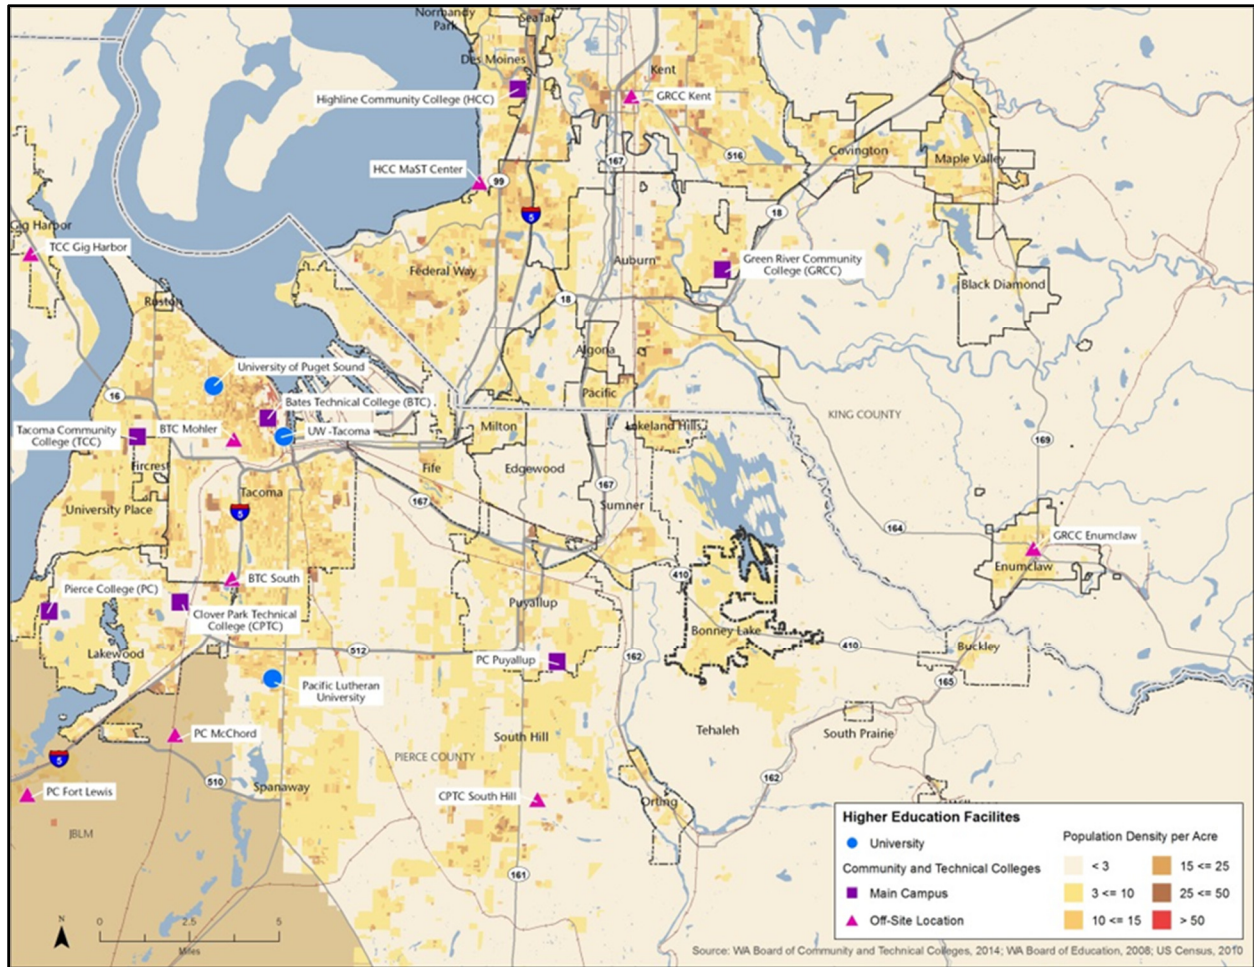 Normandy
Park
SeaTac
Des Moines
Kent
Highline Community College (HCC)
GRCC Kent
167
516
Covington
Maple Valley
HCC MaST Center
99
18
5
Gig Harbor
TCC Gig Harbor
Federal Way
Auburn
Green River Community
College (GRCC)
Black Diamond
Ruston
18
Algona
University of Puget Sound
16
Bates Technical College (BTC)
Pacific
KING COUNTY
Tacoma Community
College (TCC)
BTC Mohler
UW -Tacoma
Milton
Lakeland Hills
169
Fircrest
Fife
Edgewood
167
Tacoma
167
Sumner
University Place
5
164
GRCC Enumclaw
Enumclaw
BTC South
410
Pierce College (PC)
Puyallup
Clover Park Technical
College (CPTC)
Bonney Lake
410
Buckley
Lakewood
512
PC Puyallup
162
165
Pacific Lutheran
University
PC McChord
South Hill
Tehaleh
South Prairie
PIERCE COUNTY
5
510
Spanaway
162
PC Fort Lewis
CPTC South Hill
Orting
JBLM
161
Higher Education Facilites
University
Community and Technical Colleges
Main Campus
Off-Site Location
Population Density per Acre
< 3
3 <= 10
10 <= 15
15 <= 25
25 <= 50
> 50
N
0 2.5 5
Miles
Source: WA Board of Community and Technical Colleges, 2014; WA Board of Education, 2008; US Census, 2010